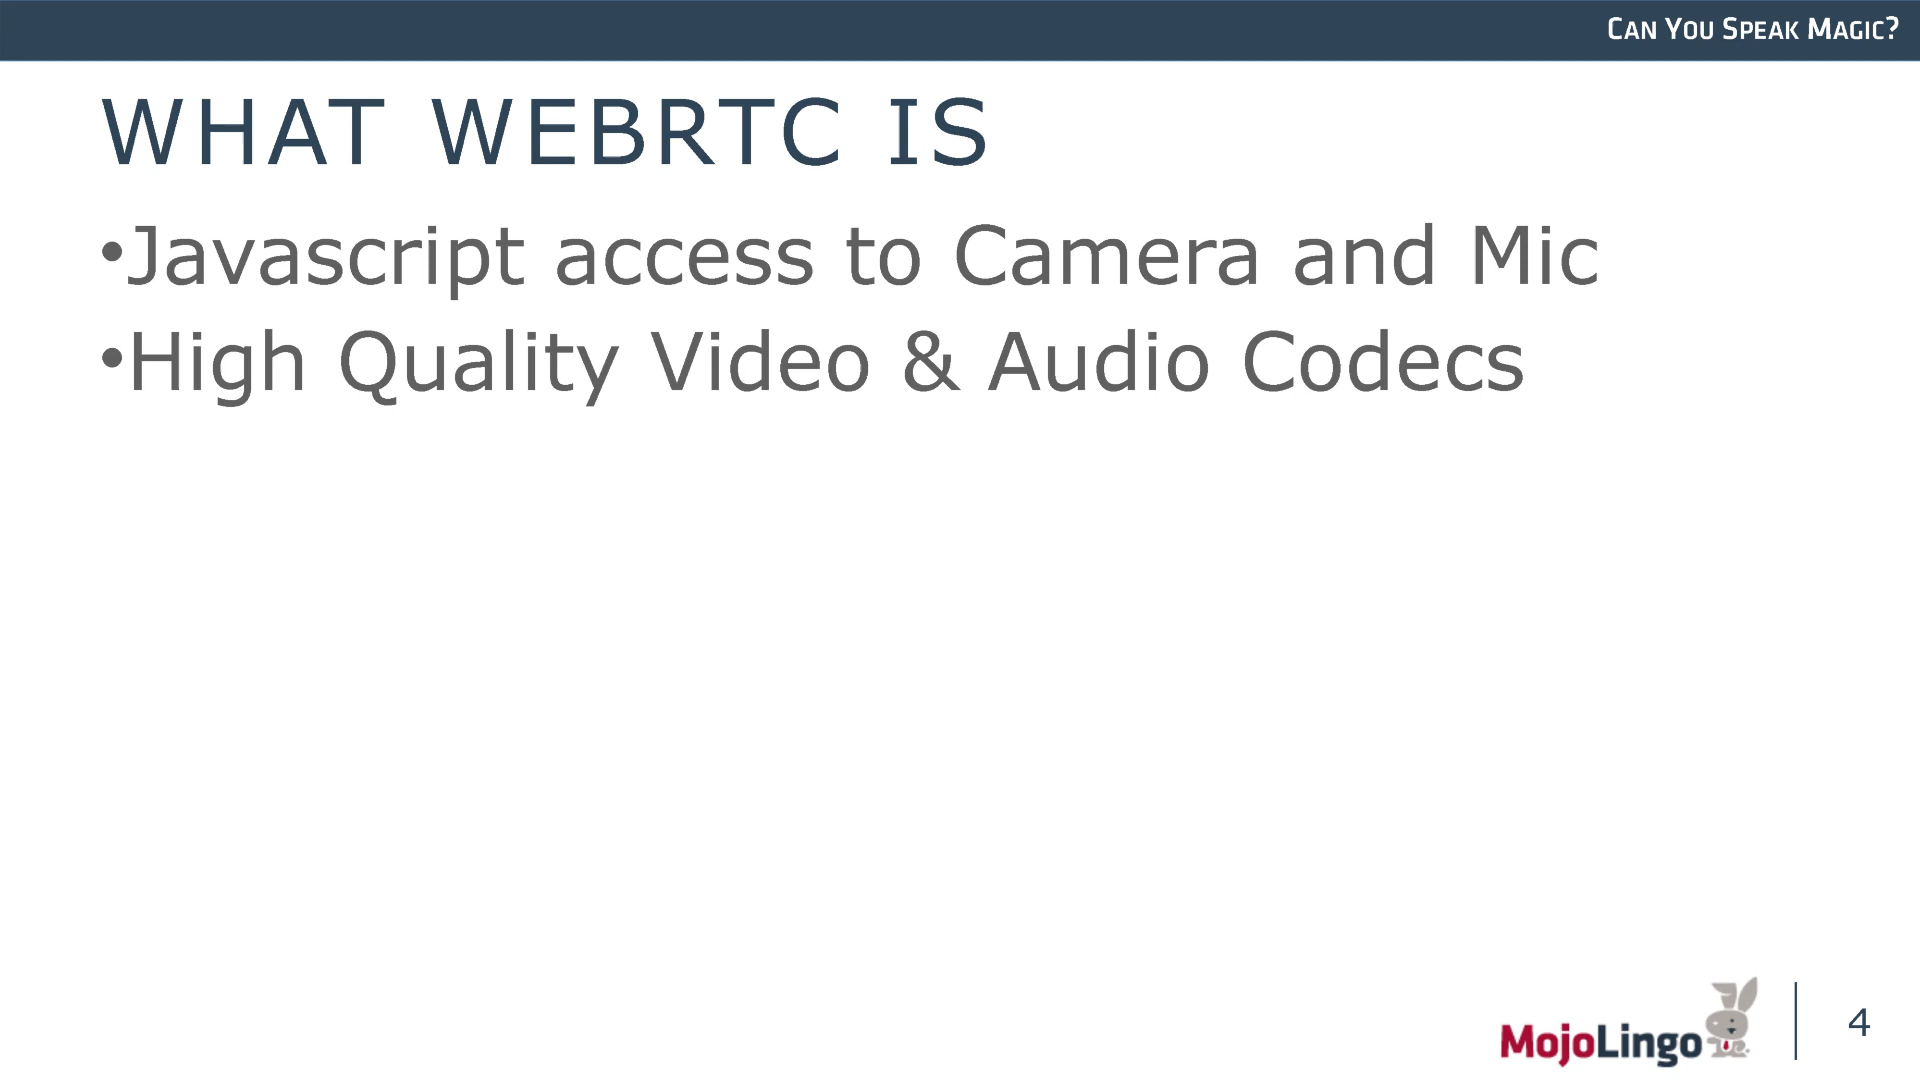 CAN YOU SPEAK MAGIC?
WHAT WEBRTC IS
•Javascript access to Camera and Mic
•High Quality Video & Audio Codecs
MojoLingo
4